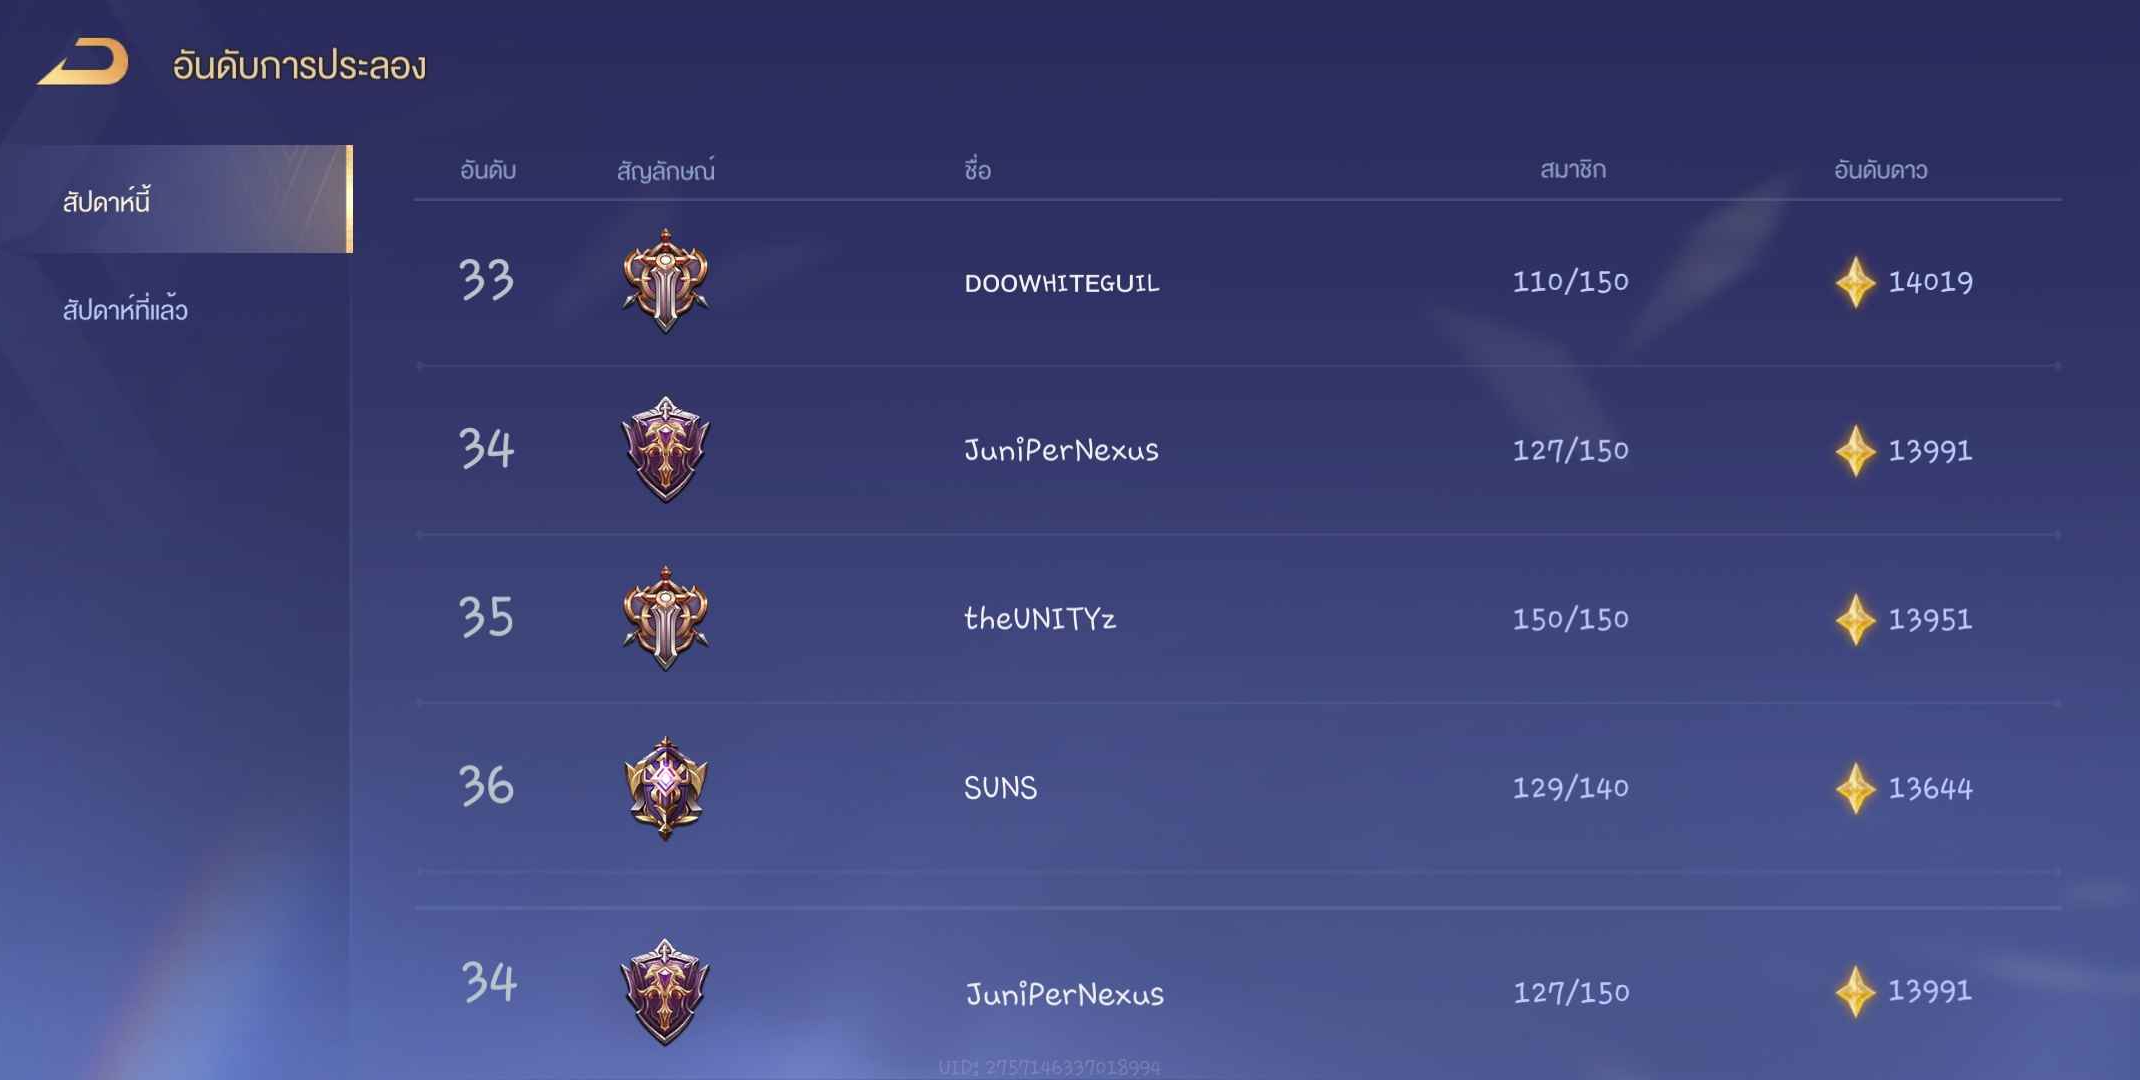 อันดับการประลอง
สัปดาห์นี้
สัปดาห์ที่แล้ว
อันดับ สัญลักษณ์ ชื่อ สมาชิก อันดับดาว
33 DOOWHITEGUIL 110/150 14019
34 JuniPerNexus 127/150 13991
35 theUNITYz 150/150 13951
36 SUNS 129/140 13644
34 JuniPerNexus 127/150 13991
UID: 2757146337018994